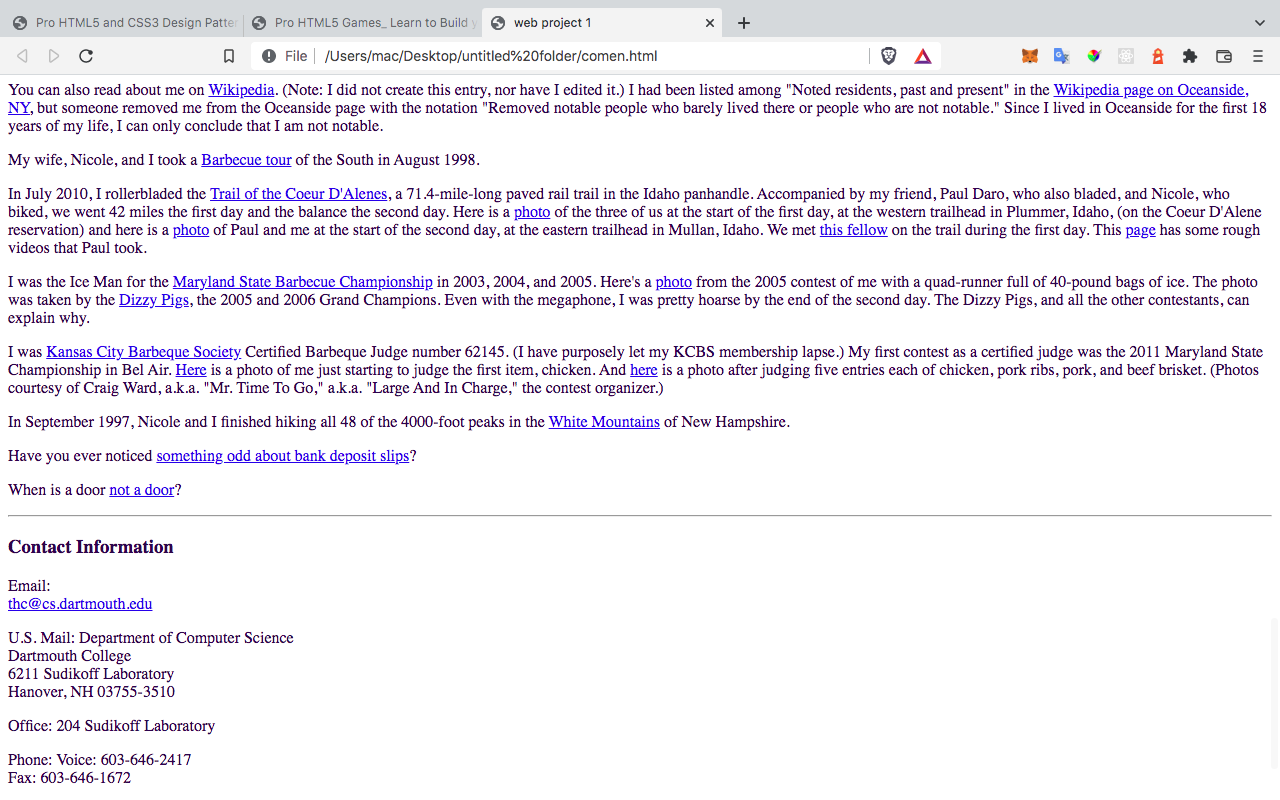 Pro HTML5 and CSS3 Design Patter
Pro HTML5 Games_ Learn to Build y
web project 1
File
/Users/mac/Desktop/untitled%20folder/comen.html
You can also read about me on Wikipedia. (Note: I did not create this entry, nor have I edited it.) I had been listed among "Noted residents, past and present" in the Wikipedia page on Oceanside,
NY, but someone removed me from the Oceanside page with the notation "Removed notable people who barely lived there or people who are not notable." Since I lived in Oceanside for the first 18
years of my life, I can only conclude that I am not notable.
My wife, Nicole, and I took a Barbecue tour of the South in August 1998.
In July 2010, I rollerbladed the Trail of the Coeur D'Alenes, a 71.4-mile-long paved rail trail in the Idaho panhandle. Accompanied by my friend, Paul Daro, who also bladed, and Nicole, who
biked, we went 42 miles the first day and the balance the second day. Here is a photo of the three of us at the start of the first day, at the western trailhead in Plummer, Idaho, (on the Coeur D'Alene
reservation) and here is a photo of Paul and me at the start of the second day, at the eastern trailhead in Mullan, Idaho. We met this fellow on the trail during the first day. This page has some rough
videos that Paul took.
I was the Ice Man for the Maryland State Barbecue Championship in 2003, 2004, and 2005. Here's a photo from the 2005 contest of me with a quad-runner full of 40-pound bags of ice. The photo
was taken by the Dizzy Pigs, the 2005 and 2006 Grand Champions. Even with the megaphone, I was pretty hoarse by the end of the second day. The Dizzy Pigs, and all the other contestants, can
explain why.
I was Kansas City Barbeque Society Certified Barbeque Judge number 62145. (I have purposely let my KCBS membership lapse.) My first contest as a certified judge was the 2011 Maryland State
Championship in Bel Air. Here is a photo of me just starting to judge the first item, chicken. And here is a photo after judging five entries each of chicken, pork ribs, pork, and beef brisket. (Photos
courtesy of Craig Ward, a.k.a. "Mr. Time To Go," a.k.a. "Large And In Charge," the contest organizer.)
In September 1997, Nicole and I finished hiking all 48 of the 4000-foot peaks in the White Mountains of New Hampshire.
Have you ever noticed something odd about bank deposit slips?
When is a door not a door?
Contact Information
Email:
thc@cs.dartmouth.edu
U.S. Mail: Department of Computer Science
Dartmouth College
6211 Sudikoff Laboratory
Hanover, NH 03755-3510
Office: 204 Sudikoff Laboratory
Phone: Voice: 603-646-2417
Fax: 603-646-1672